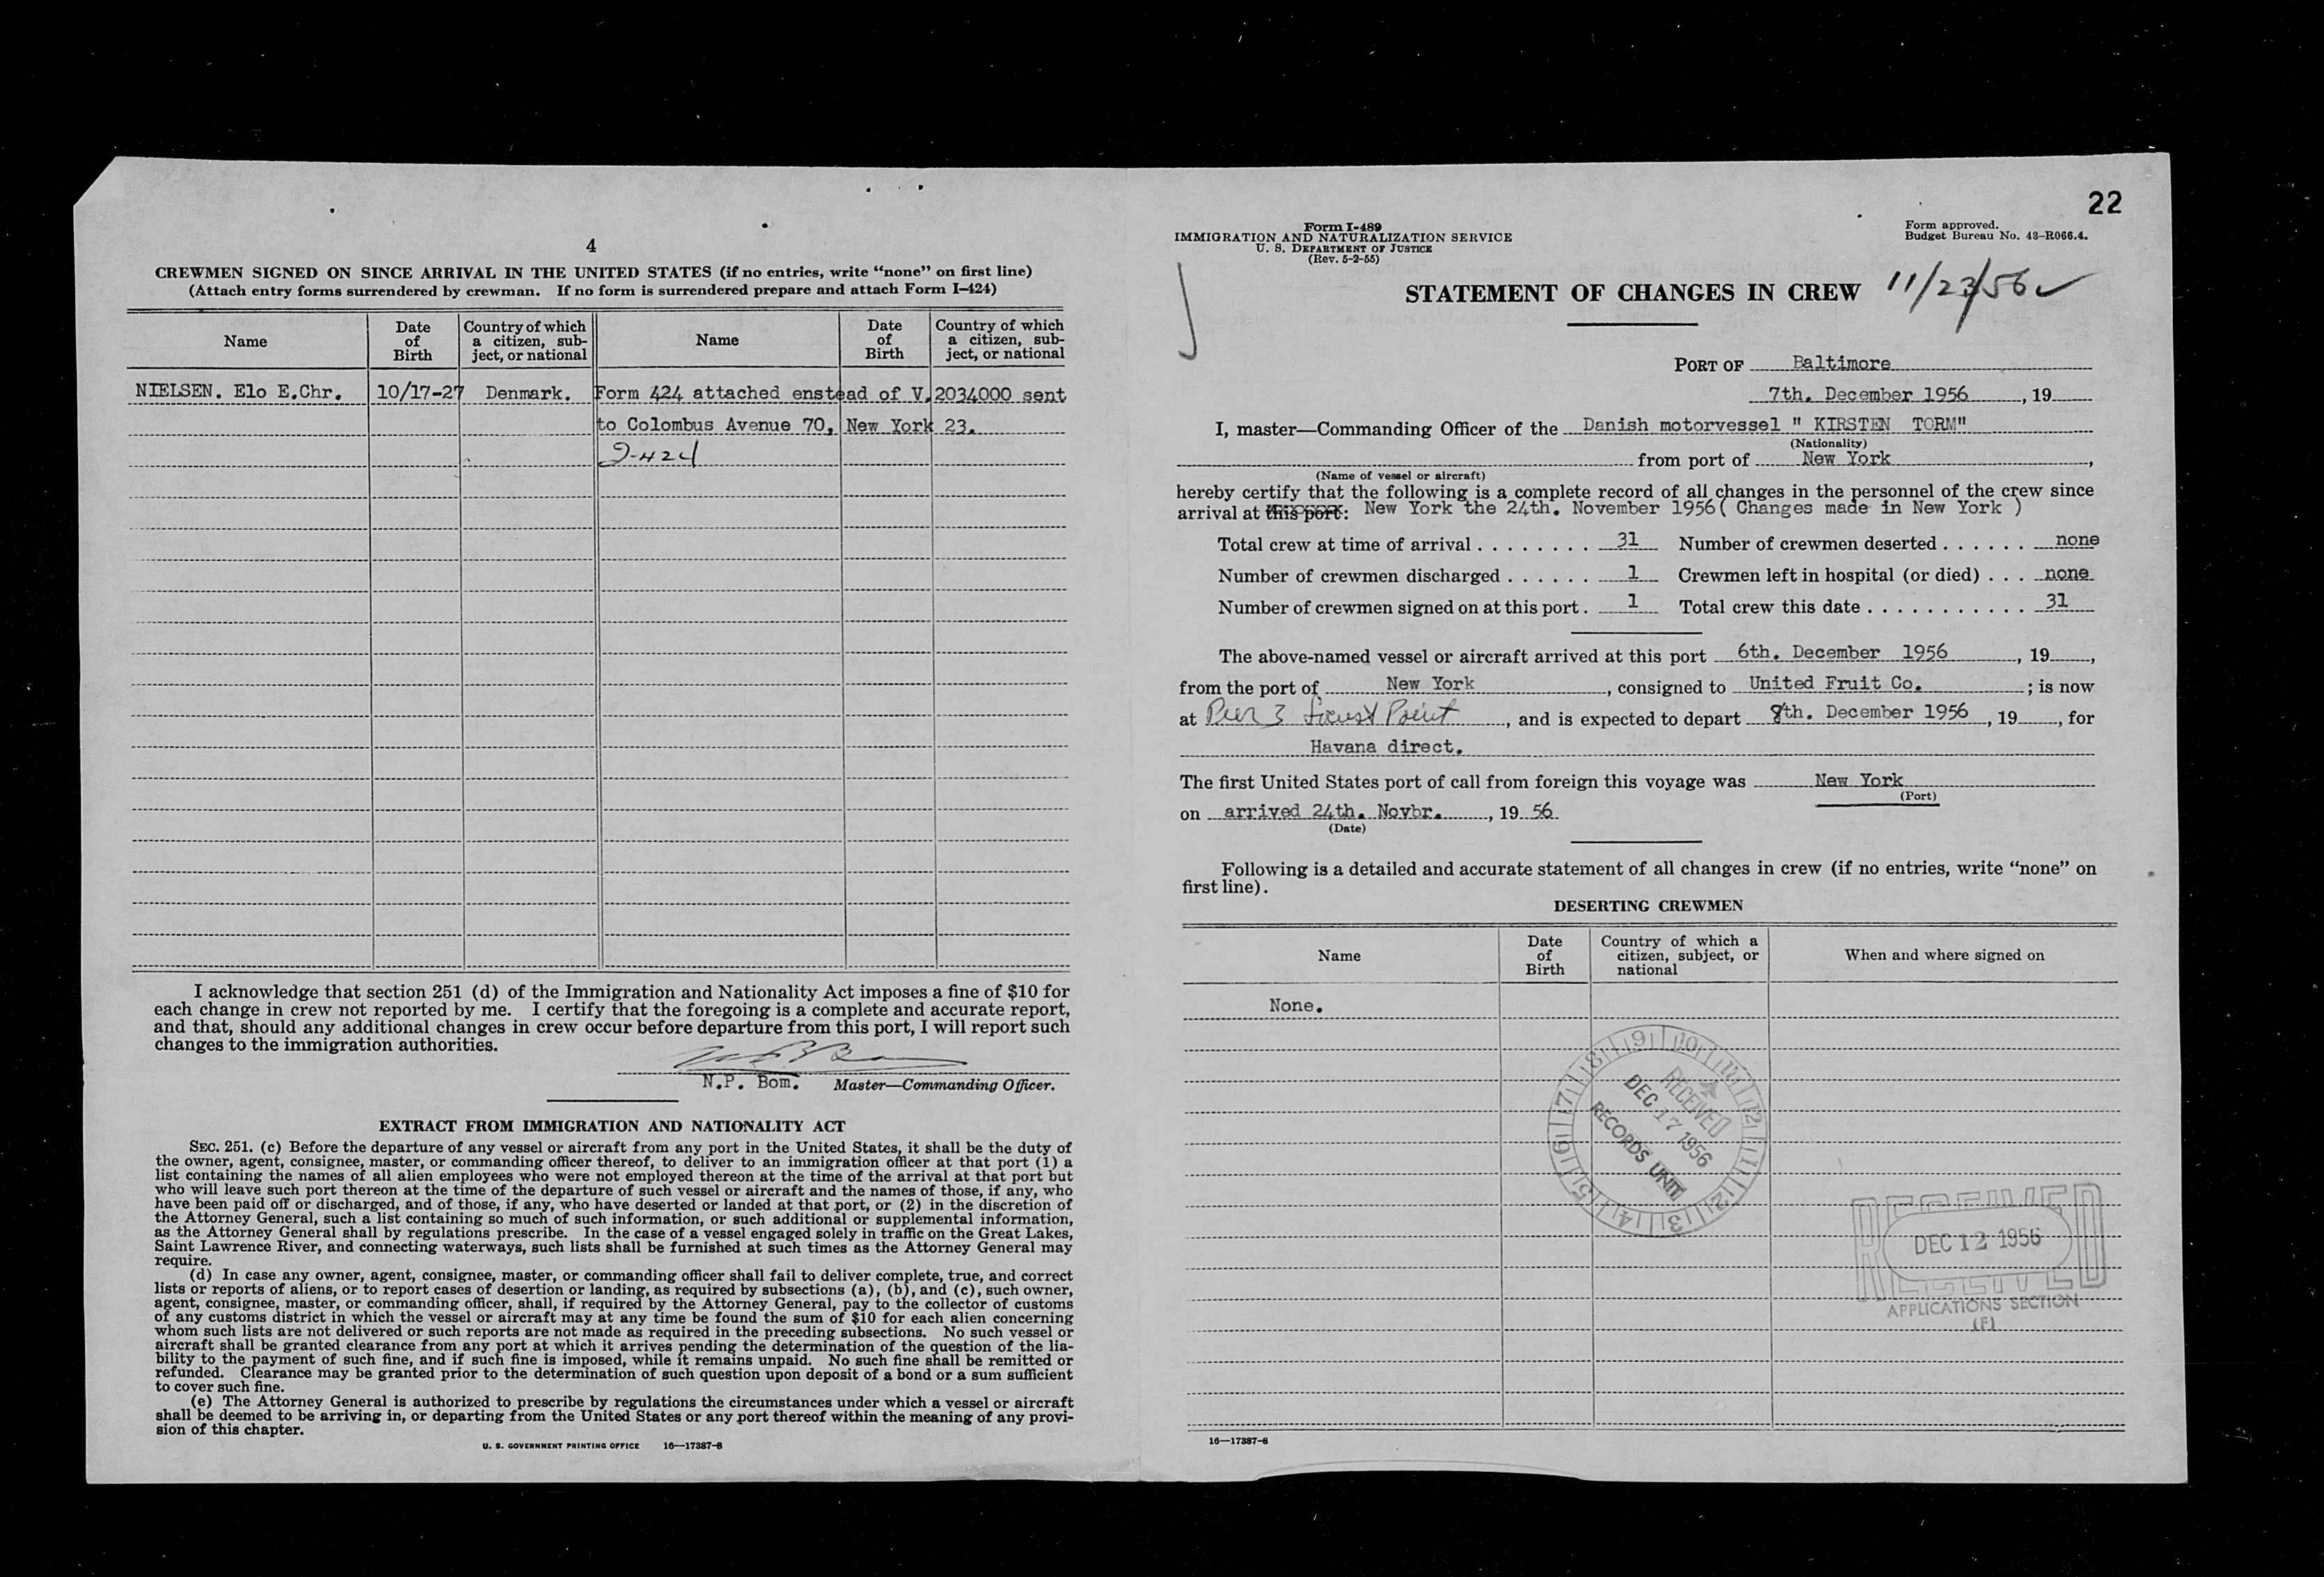 4
CREWMEN SIGNED ON SINCE ARRIVAL IN THE UNITED STATES (if no entries, write “none” on first line)
(Attach entry forms surrendered by crewman. If no form is surrendered prepare and attach Form I–424)
Name
Date of Birth
Country of which a citizen, subject, or national
Name
Date of Birth
Country of which a citizen, subject, or national
NIELSEN. Elo E.Chr. 10/17-27 Denmark. Form 424 attached enstead of V.2034000 sent
to Colombus Avenue 70, New York 23.
I-424
I acknowledge that section 251 (d) of the Immigration and Nationality Act imposes a fine of $10 for
each change in crew not reported by me. I certify that the foregoing is a complete and accurate report,
and that, should any additional changes in crew occur before departure from this port, I will report such
changes to the immigration authorities.
N.P. Bom. Master—Commanding Officer.
EXTRACT FROM IMMIGRATION AND NATIONALITY ACT
SEC. 251. (c) Before the departure of any vessel or aircraft from any port in the United States, it shall be the duty of
the owner, agent, consignee, master, or commanding officer thereof, to deliver to an immigration officer at that port (1) a
list containing the names of all alien employees who were not employed thereon at the time of the arrival at that port but
who will leave such port thereon at the time of the departure of such vessel or aircraft and the names of those, if any, who
have been paid off or discharged, and of those, if any, who have deserted or landed at that port, or (2) in the discretion of
the Attorney General, such a list containing so much of such information, or such additional or supplemental information,
as the Attorney General shall by regulations prescribe. In the case of a vessel engaged solely in traffic on the Great Lakes,
Saint Lawrence River, and connecting waterways, such lists shall be furnished at such times as the Attorney General may
require.
(d) In case any owner, agent, consignee, master, or commanding officer shall fail to deliver complete, true, and correct
lists or reports of aliens, or to report cases of desertion or landing, as required by subsections (a), (b), and (c), such owner,
agent, consignee, master, or commanding officer, shall, if required by the Attorney General, pay to the collector of customs
of any customs district in which the vessel or aircraft may at any time be found the sum of $10 for each alien concerning
whom such lists are not delivered or such reports are not made as required in the preceding subsections. No such vessel or
aircraft shall be granted clearance from any port at which it arrives pending the determination of the question of the lia-
bility to the payment of such fine, and if such fine is imposed, while it remains unpaid. No such fine shall be remitted or
refunded. Clearance may be granted prior to the determination of such question upon deposit of a bond or a sum sufficient
to cover such fine.
(e) The Attorney General is authorized to prescribe by regulations the circumstances under which a vessel or aircraft
shall be deemed to be arriving in, or departing from the United States or any port thereof within the meaning of any provi-
sion of this chapter.
U. S. GOVERNMENT PRINTING OFFICE 16—17387-8
22
Form I-489
IMMIGRATION AND NATURALIZATION SERVICE
U. S. DEPARTMENT OF JUSTICE
(Rev. 5-2-55)
Form approved.
Budget Bureau No. 43–R066.4.
STATEMENT OF CHANGES IN CREW 11/23/56
PORT OF Baltimore
7th. December 1956, 19
I, master—Commanding Officer of the Danish motorvessel " KIRSTEN TORM"
(Nationality)
from port of New York,
(Name of vessel or aircraft)
hereby certify that the following is a complete record of all changes in the personnel of the crew since
arrival at this port: New York the 24th. November 1956( Changes made in New York )
Total crew at time of arrival . . . . . . . . 31 Number of crewmen deserted . . . . . . none
Number of crewmen discharged . . . . . . 1 Crewmen left in hospital (or died) . . . none
Number of crewmen signed on at this port . 1 Total crew this date . . . . . . . . . . . . 31
The above-named vessel or aircraft arrived at this port 6th. December 1956, 19,
from the port of New York, consigned to United Fruit Co. ; is now
at Pier 3 Locust Point, and is expected to depart 8th. December 1956, 19, for
Havana direct.
The first United States port of call from foreign this voyage was New York
(Port)
on arrived 24th. Novbr., 19 56
(Date)
Following is a detailed and accurate statement of all changes in crew (if no entries, write “none” on
first line).
DESERTING CREWMEN
Name
Date of Birth
Country of which a citizen, subject, or national
When and where signed on
None.
9 10 11 12 1 2 3 4 5 6 7 8
RECEIVED
DEC 17 1956
RECORDS UNIT
RECEIVED
DEC 12 1956
RECEIVED
APPLICATIONS SECTION
(F)
16—17387-8